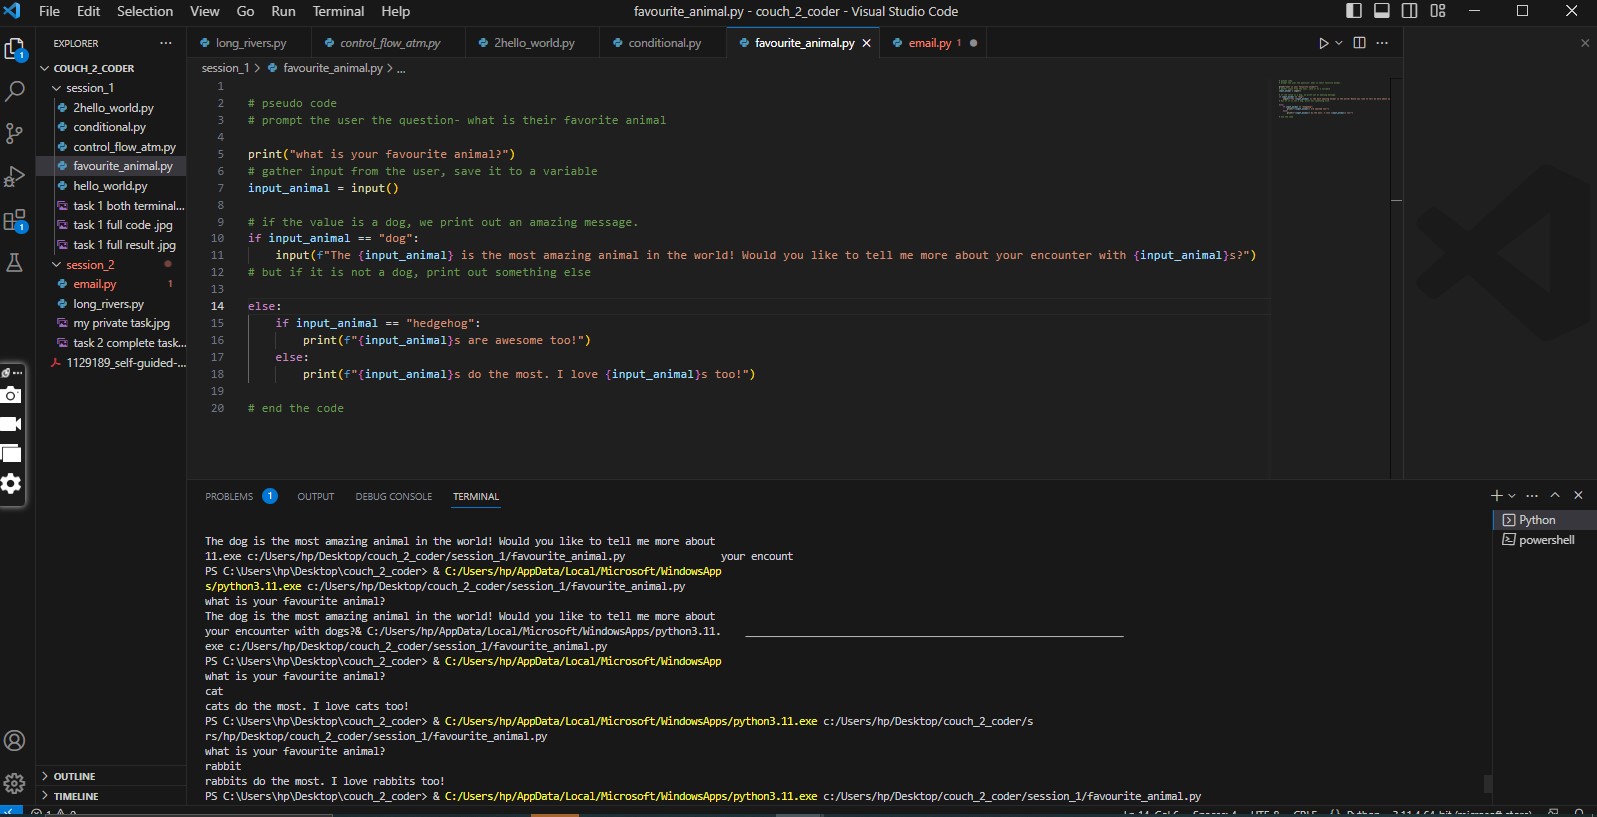 File Edit Selection View Go Run Terminal Help
favourite_animal.py - couch_2_coder - Visual Studio Code
EXPLORER
long_rivers.py
control_flow_atm.py
2hello_world.py
conditional.py
favourite_animal.py
email.py 1
COUCH_2_CODER
session_1
2hello_world.py
conditional.py
control_flow_atm.py
favourite_animal.py
hello_world.py
task 1 both terminal...
task 1 full code .jpg
task 1 full result .jpg
session_2
email.py 1
long_rivers.py
my private task.jpg
task 2 complete task...
1129189_self-guided-...
OUTLINE
TIMELINE
1
1
session_1 > favourite_animal.py > ...
1
2 # pseudo code
3 # prompt the user the question- what is their favorite animal
4
5 print("what is your favourite animal?")
6 # gather input from the user, save it to a variable
7 input_animal = input()
8
9 # if the value is a dog, we print out an amazing message.
10 if input_animal == "dog":
11 input(f"The {input_animal} is the most amazing animal in the world! Would you like to tell me more about your encounter with {input_animal}s?")
12 # but if it is not a dog, print out something else
13
14 else:
15 if input_animal == "hedgehog":
16 print(f"{input_animal}s are awesome too!")
17 else:
18 print(f"{input_animal}s do the most. I love {input_animal}s too!")
19
20 # end the code
PROBLEMS 1 OUTPUT DEBUG CONSOLE TERMINAL
Python
powershell
The dog is the most amazing animal in the world! Would you like to tell me more about
11.exe c:/Users/hp/Desktop/couch_2_coder/session_1/favourite_animal.py your encount
PS C:\Users\hp\Desktop\couch_2_coder> & C:/Users/hp/AppData/Local/Microsoft/WindowsApp
s/python3.11.exe c:/Users/hp/Desktop/couch_2_coder/session_1/favourite_animal.py
what is your favourite animal?
The dog is the most amazing animal in the world! Would you like to tell me more about
your encounter with dogs?& C:/Users/hp/AppData/Local/Microsoft/WindowsApps/python3.11.
exe c:/Users/hp/Desktop/couch_2_coder/session_1/favourite_animal.py
PS C:\Users\hp\Desktop\couch_2_coder> & C:/Users/hp/AppData/Local/Microsoft/WindowsApp
what is your favourite animal?
cat
cats do the most. I love cats too!
PS C:\Users\hp\Desktop\couch_2_coder> & C:/Users/hp/AppData/Local/Microsoft/WindowsApps/python3.11.exe c:/Users/hp/Desktop/couch_2_coder/s
rs/hp/Desktop/couch_2_coder/session_1/favourite_animal.py
what is your favourite animal?
rabbit
rabbits do the most. I love rabbits too!
PS C:\Users\hp\Desktop\couch_2_coder> & C:/Users/hp/AppData/Local/Microsoft/WindowsApps/python3.11.exe c:/Users/hp/Desktop/couch_2_coder/session_1/favourite_animal.py